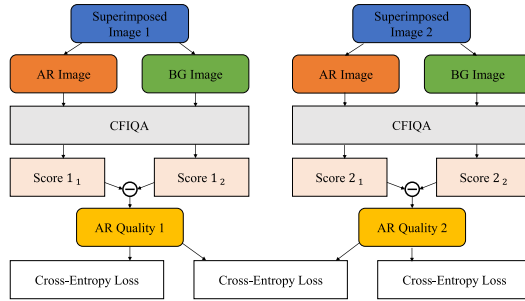 Superimposed
Image 1
Superimposed
Image 2
AR Image
BG Image
AR Image
BG Image
CFIQA
CFIQA
Score 1₁
Score 1₂
Score 2₁
Score 2₂
AR Quality 1
AR Quality 2
Cross-Entropy Loss
Cross-Entropy Loss
Cross-Entropy Loss